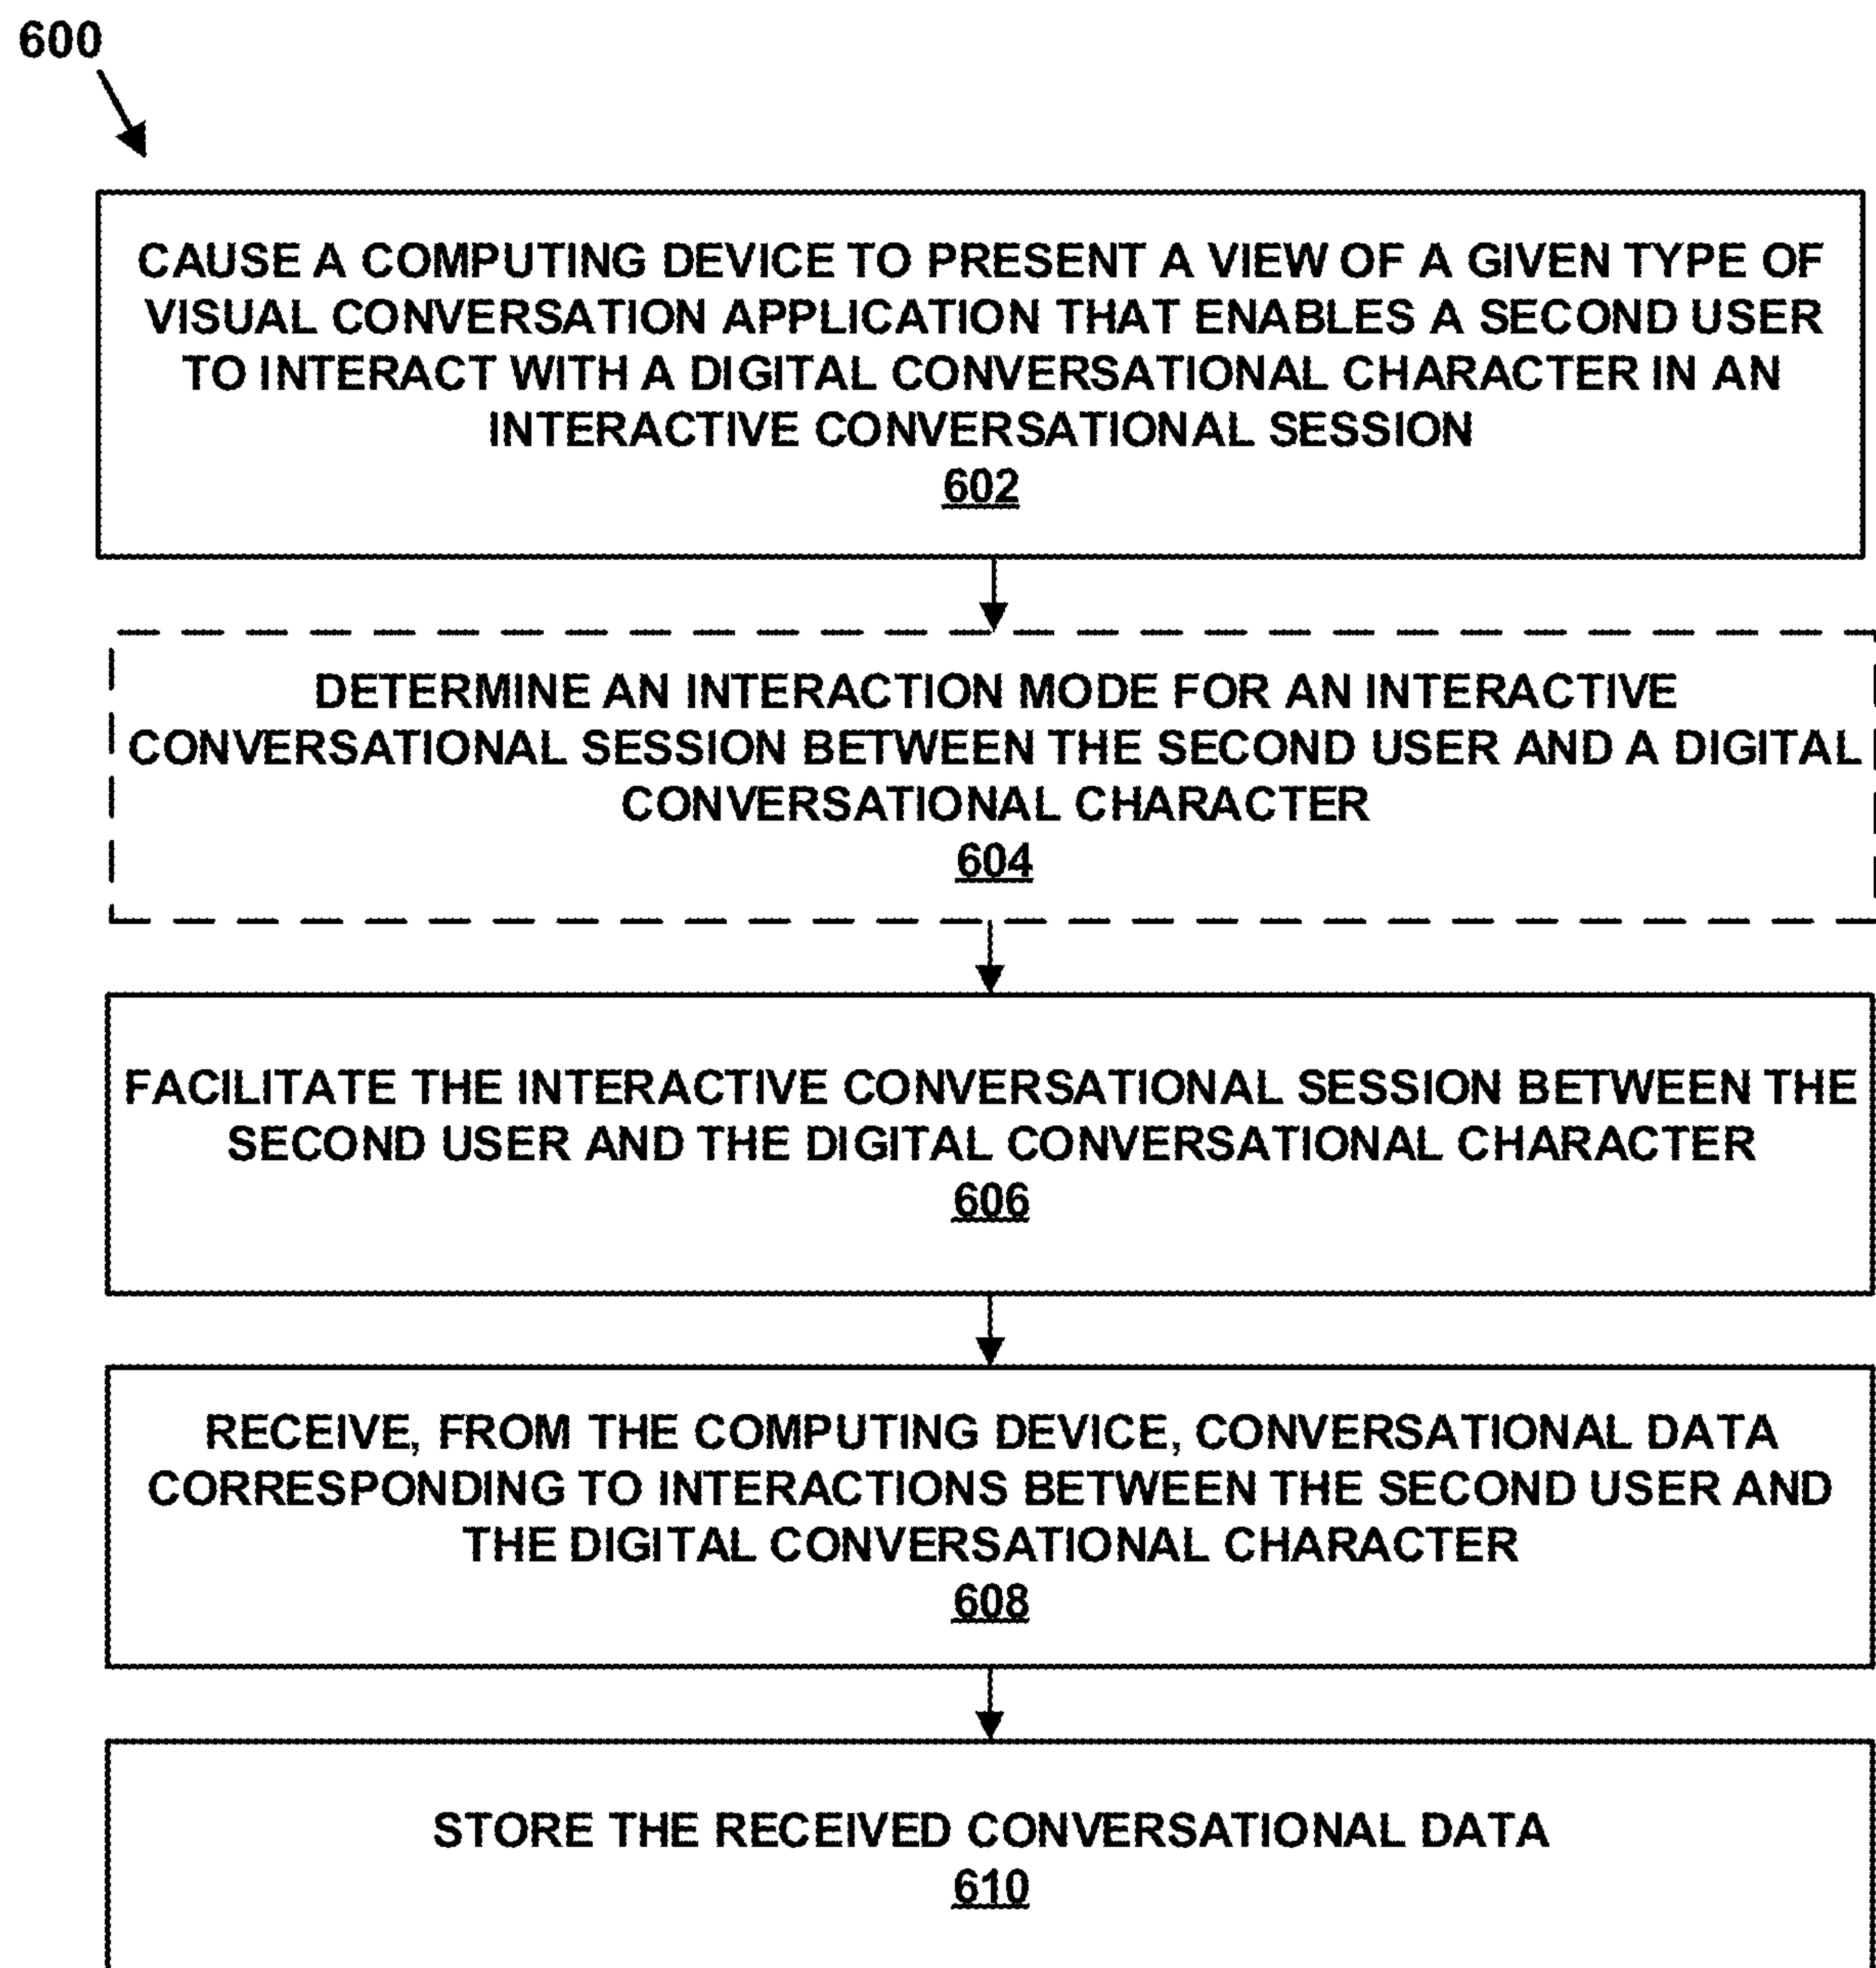 600
CAUSE A COMPUTING DEVICE TO PRESENT A VIEW OF A GIVEN TYPE OF
VISUAL CONVERSATION APPLICATION THAT ENABLES A SECOND USER
TO INTERACT WITH A DIGITAL CONVERSATIONAL CHARACTER IN AN
INTERACTIVE CONVERSATIONAL SESSION
602
DETERMINE AN INTERACTION MODE FOR AN INTERACTIVE
CONVERSATIONAL SESSION BETWEEN THE SECOND USER AND A DIGITAL
CONVERSATIONAL CHARACTER
604
FACILITATE THE INTERACTIVE CONVERSATIONAL SESSION BETWEEN THE
SECOND USER AND THE DIGITAL CONVERSATIONAL CHARACTER
606
RECEIVE, FROM THE COMPUTING DEVICE, CONVERSATIONAL DATA
CORRESPONDING TO INTERACTIONS BETWEEN THE SECOND USER AND
THE DIGITAL CONVERSATIONAL CHARACTER
608
STORE THE RECEIVED CONVERSATIONAL DATA
610